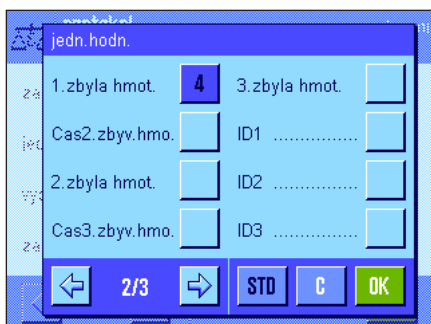 protokol
jedn.hodn.
1.zbyla hmot. 4 3.zbyla hmot.
Cas2.zbyv.hmo. ID1 ...............
2.zbyla hmot. ID2 ...............
Cas3.zbyv.hmo. ID3 ...............
2/3 STD C OK